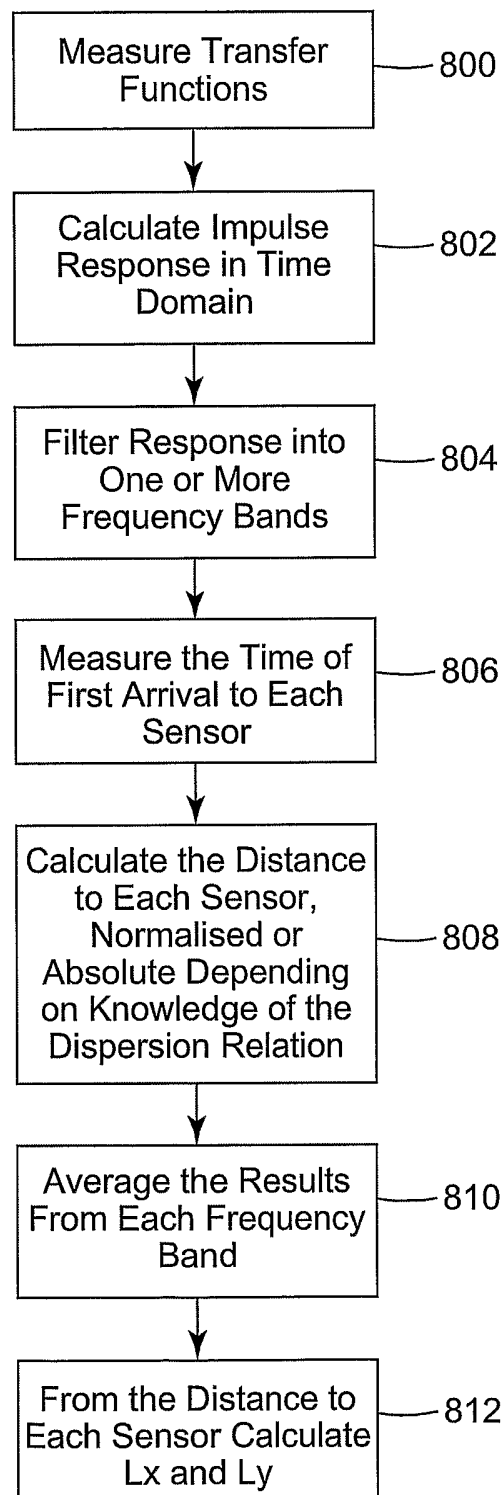 Measure Transfer
Functions
800
Calculate Impulse
Response in Time
Domain
802
Filter Response into
One or More
Frequency Bands
804
Measure the Time of
First Arrival to Each
Sensor
806
Calculate the Distance
to Each Sensor,
Normalised or
Absolute Depending
on Knowledge of the
Dispersion Relation
808
Average the Results
From Each Frequency
Band
810
From the Distance to
Each Sensor Calculate
Lx and Ly
812